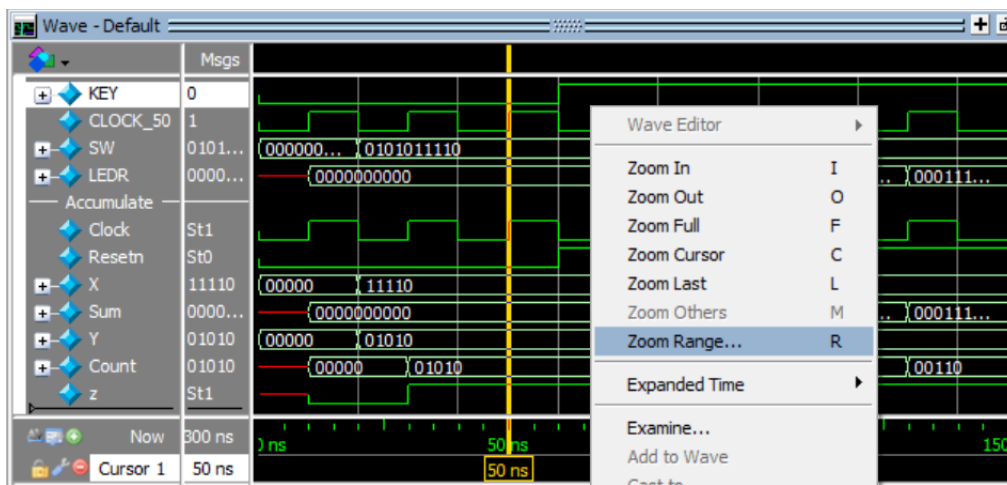 Wave - Default
Msgs
KEY 0
CLOCK_50 1
SW 0101... 000000... 0101011110
LEDR 0000... 0000000000 .. 000111...
Accumulate
Clock St1
Resetn St0
X 11110 00000 11110
Sum 0000... 0000000000 .. 000111...
Y 01010 00000 01010
Count 01010 00000 01010 00110
z St1
Now 300 ns ns 50 ns 150
Cursor 1 50 ns 50 ns
Wave Editor
Zoom In I
Zoom Out O
Zoom Full F
Zoom Cursor C
Zoom Last L
Zoom Others M
Zoom Range... R
Expanded Time
Examine...
Add to Wave